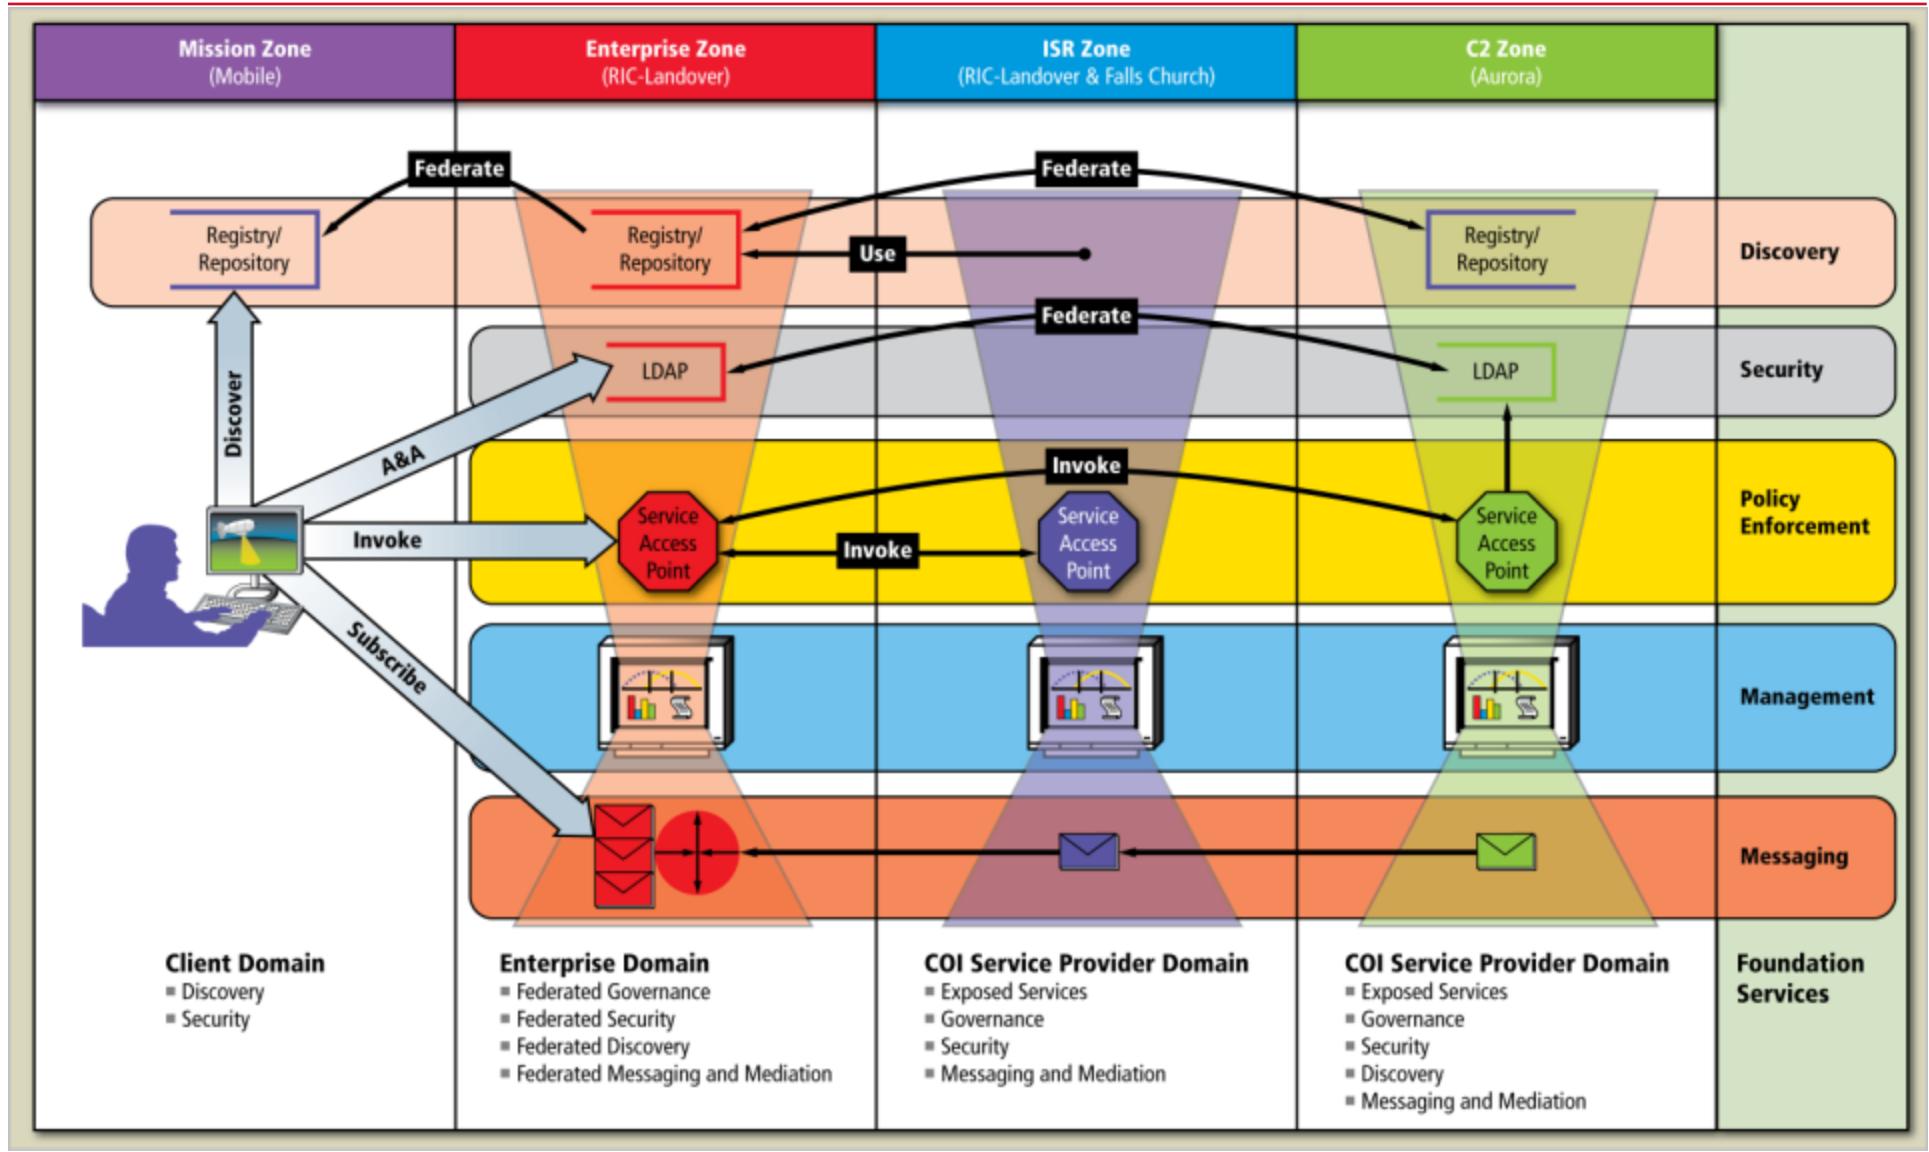 Mission Zone
(Mobile)
Enterprise Zone
(RIC-Landover)
ISR Zone
(RIC-Landover & Falls Church)
C2 Zone
(Aurora)
Federate
Federate
Registry/
Repository
Registry/
Repository
Use
Registry/
Repository
Discovery
Federate
LDAP
LDAP
Security
Discover
A&A
Invoke
Invoke
Service
Access
Point
Invoke
Service
Access
Point
Service
Access
Point
Policy
Enforcement
Subscribe
Management
Messaging
Client Domain
Discovery
Security
Enterprise Domain
Federated Governance
Federated Security
Federated Discovery
Federated Messaging and Mediation
COI Service Provider Domain
Exposed Services
Governance
Security
Messaging and Mediation
COI Service Provider Domain
Exposed Services
Governance
Security
Discovery
Messaging and Mediation
Foundation
Services